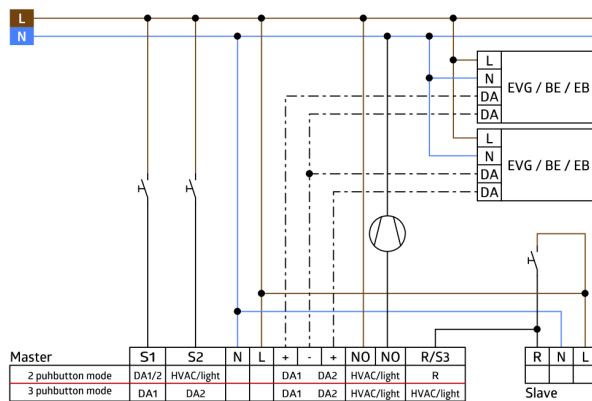 L
N
L
N
DA
DA
EVG / BE / EB
L
N
DA
DA
EVG / BE / EB
Master S1 S2 N L + - + NO NO R/S3
2 puhbutton mode DA1/2 HVAC/light DA1 DA2 HVAC/light R
3 puhbutton mode DA1 DA2 DA1 DA2 HVAC/light HVAC/light
R N L
Slave